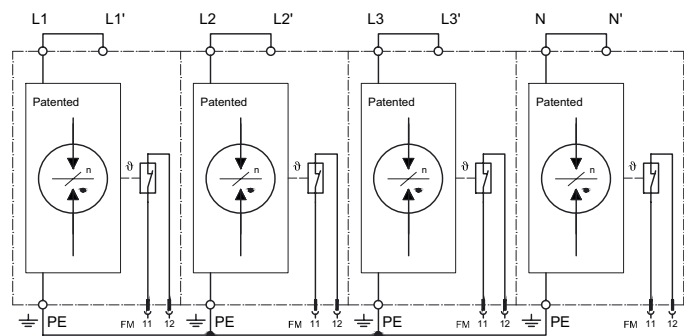 L1 L1' L2 L2' L3 L3' N N'
Patented Patented Patented Patented
n ϑ n ϑ n ϑ n ϑ
PE FM 11 12 PE FM 11 12 PE FM 11 12 PE FM 11 12